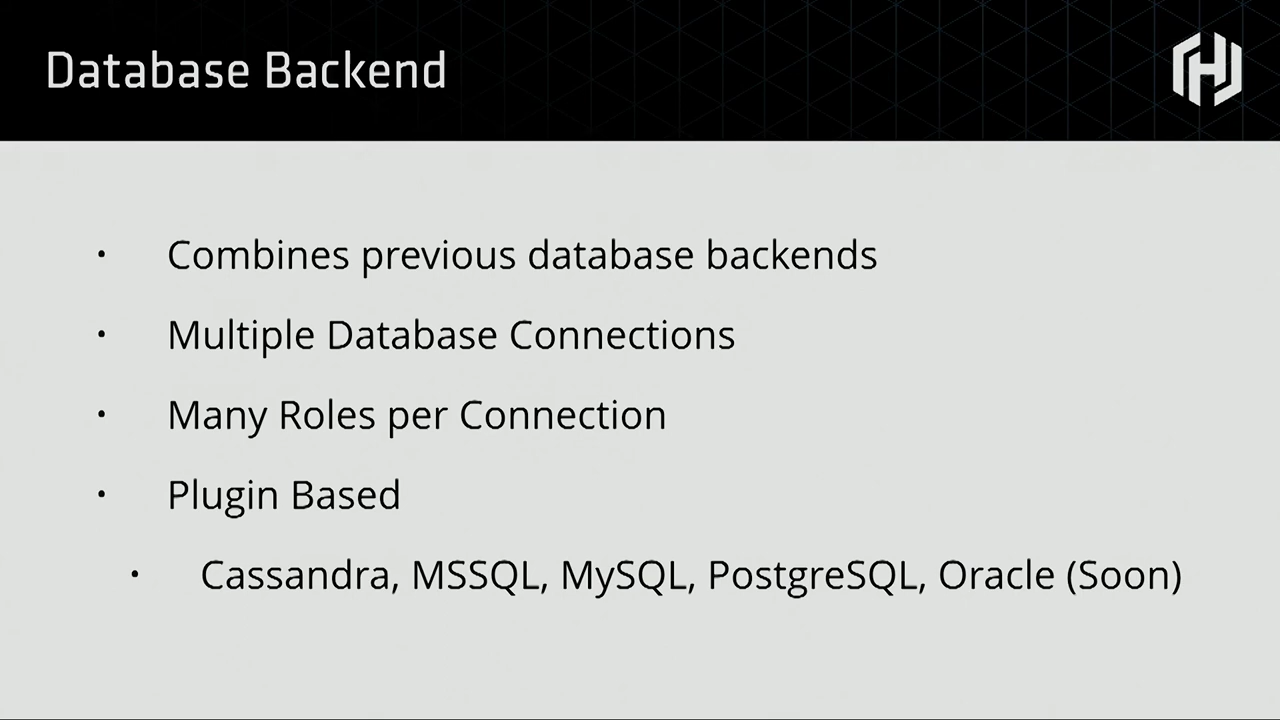 Database Backend
• Combines previous database backends
• Multiple Database Connections
• Many Roles per Connection
• Plugin Based
• Cassandra, MSSQL, MySQL, PostgreSQL, Oracle (Soon)